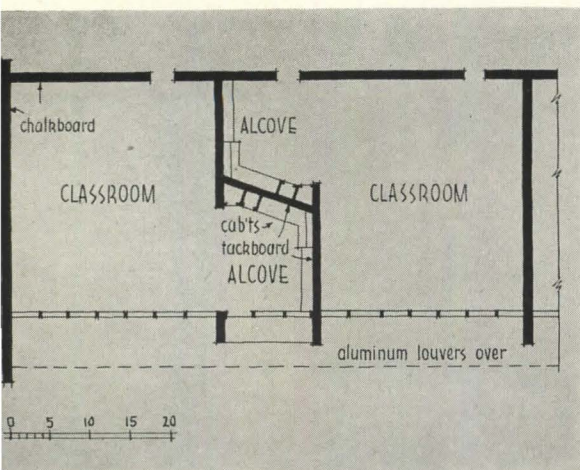 chalkboard
ALCOVE
CLASSROOM
CLASSROOM
cab'ts
tackboard
ALCOVE
aluminum louvers over
0 5 10 15 20